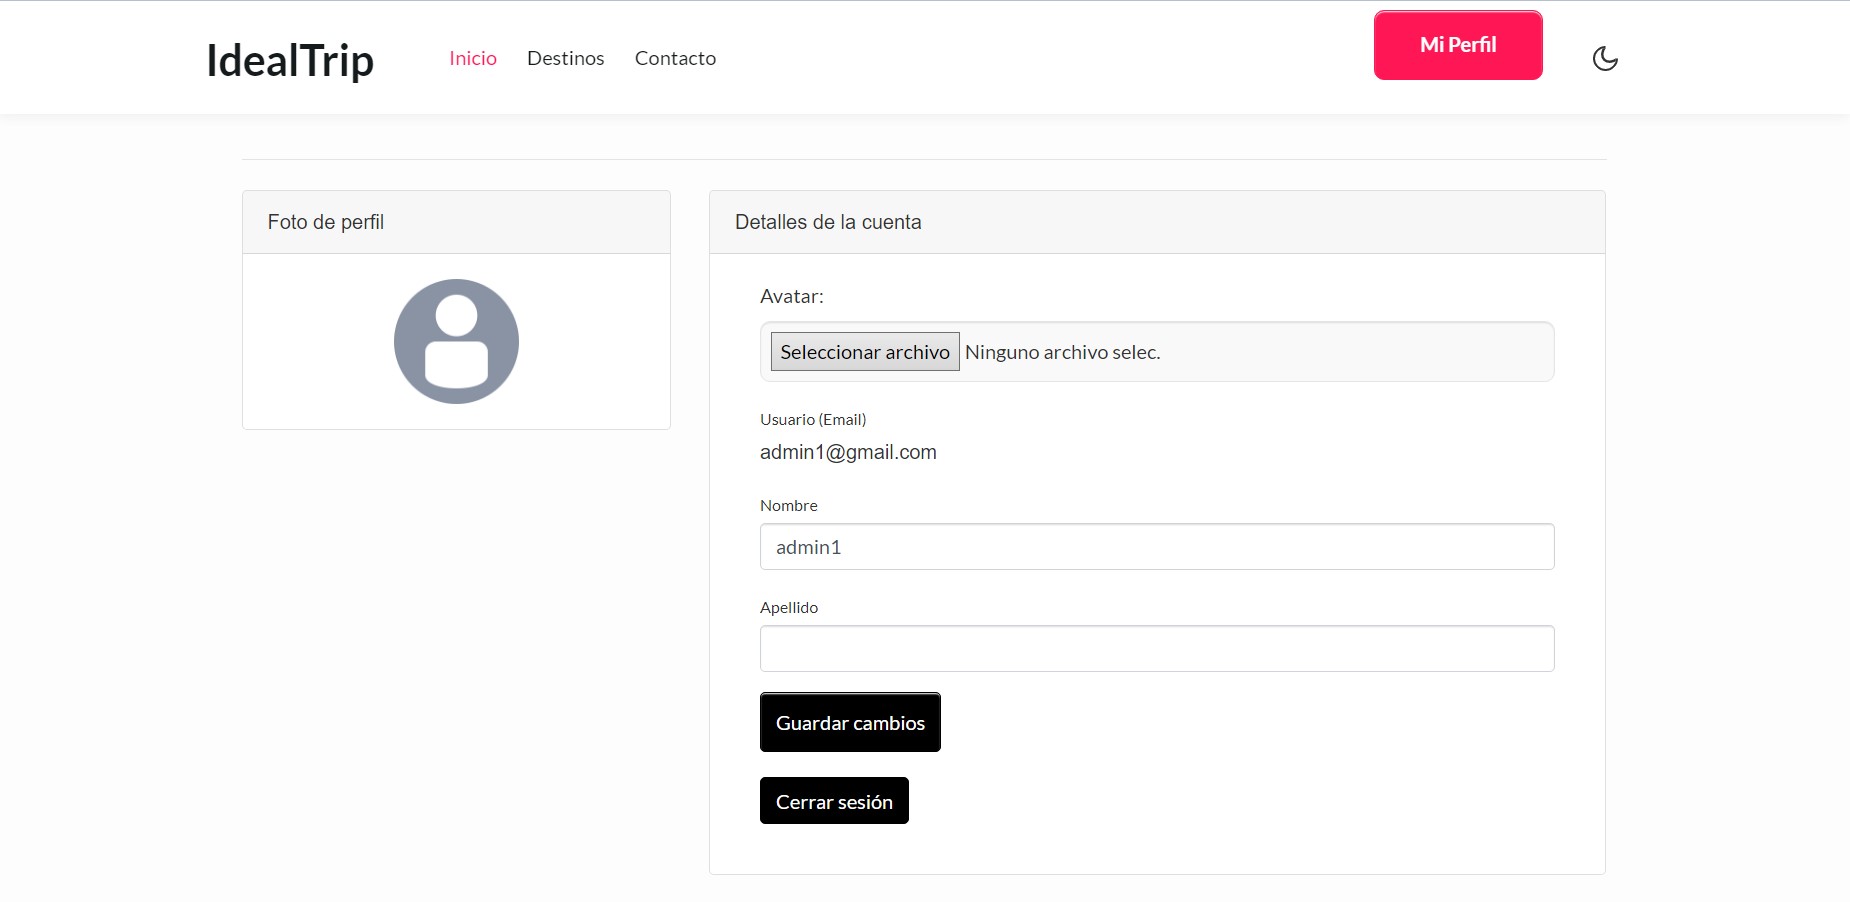 IdealTrip
Inicio Destinos Contacto
Mi Perfil
Foto de perfil
Detalles de la cuenta
Avatar:
Seleccionar archivo Ninguno archivo selec.
Usuario (Email)
admin1@gmail.com
Nombre
admin1
Apellido
Guardar cambios
Cerrar sesión